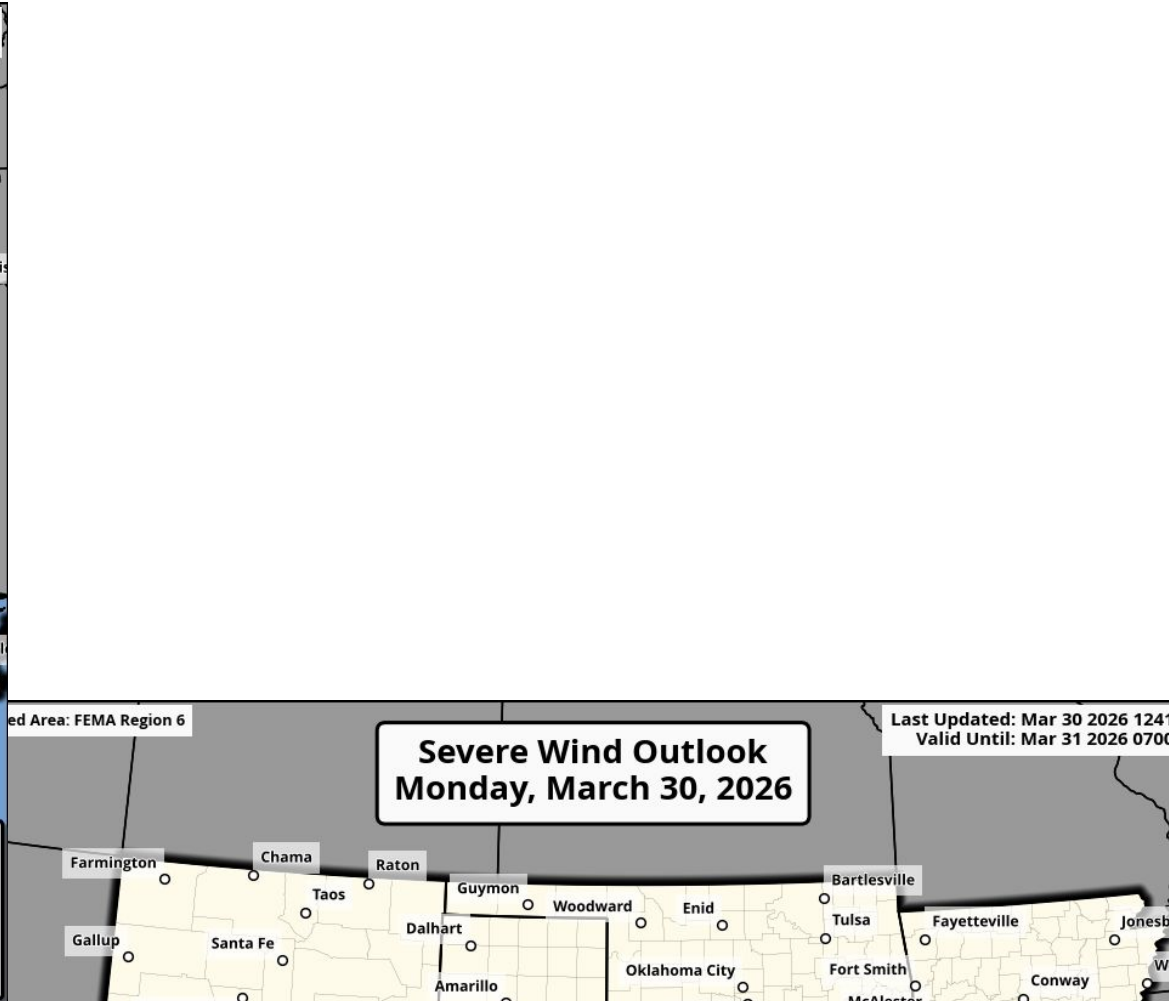 ed Area: FEMA Region 6
Last Updated: Mar 30 2026 1241
Valid Until: Mar 31 2026 0700
Severe Wind Outlook
Monday, March 30, 2026
Farmington
Chama
Raton
Guymon
Bartlesville
Taos
Woodward
Enid
Dalhart
Tulsa
Fayetteville
Jonesb
Gallup
Santa Fe
Oklahoma City
Fort Smith
Conway
W
Amarillo
McAlester